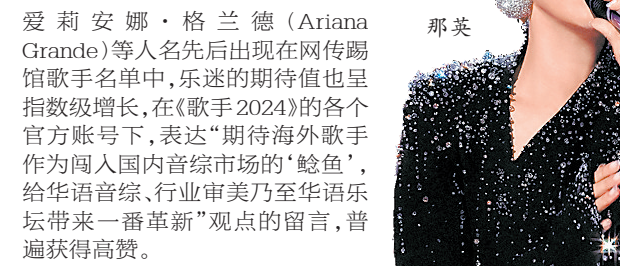 爱莉安娜·格兰德(Ariana
Grande)等人名先后出现在网传踢
馆歌手名单中,乐迷的期待值也呈
指数级增长,在《歌手2024》的各个
官方账号下,表达“期待海外歌手
作为闯入国内音综市场的‘鲶鱼’,
给华语音综、行业审美乃至华语乐
坛带来一番革新”观点的留言,普
遍获得高赞。
那英